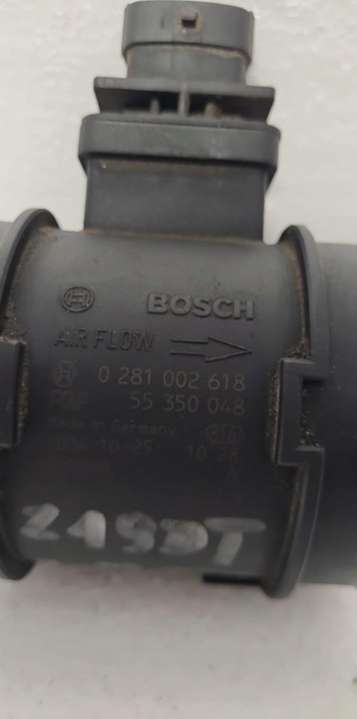 BOSCH
AIR FLOW
0 281 002 618
55 350 048
Made in Germany
Z19DT